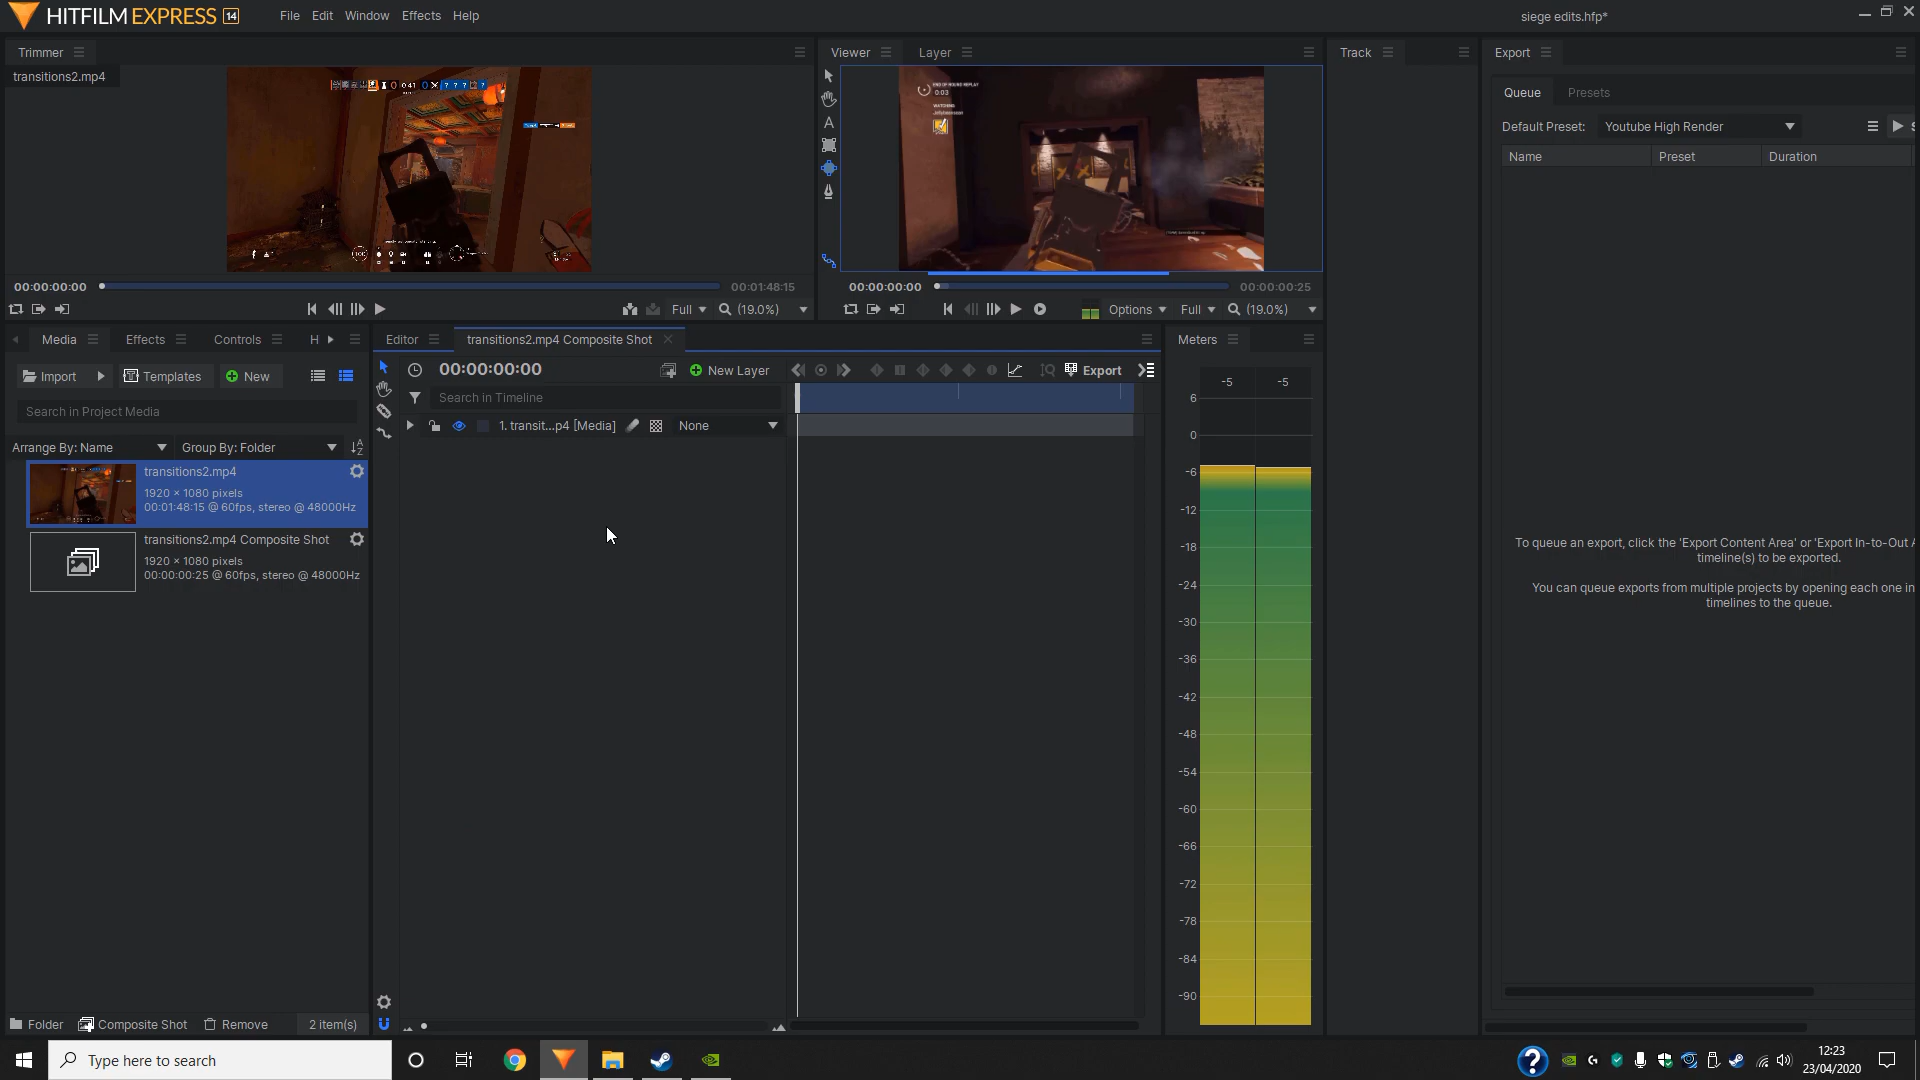 HITFILM EXPRESS 14
File Edit Window Effects Help
siege edits.hfp*
Trimmer
Viewer
Layer
Track
Export
transitions2.mp4
Queue
Presets
Default Preset: Youtube High Render
Name
Preset
Duration
0:41
END OF ROUND REPLAY
0:03
WATCHING
00:00:00:00
00:01:48:15
00:00:00:00
00:00:00:25
Full
(19.0%)
Options
Full
(19.0%)
Media
Effects
Controls
H
Editor
transitions2.mp4 Composite Shot
Meters
Import
Templates
New
00:00:00:00
New Layer
Export
-5
-5
Search in Project Media
Search in Timeline
Arrange By: Name
Group By: Folder
1. transit...p4 [Media]
None
transitions2.mp4
1920 × 1080 pixels
00:01:48:15 @ 60fps, stereo @ 48000Hz
transitions2.mp4 Composite Shot
1920 × 1080 pixels
00:00:00:25 @ 60fps, stereo @ 48000Hz
6
0
-6
-12
-18
-24
-30
-36
-42
-48
-54
-60
-66
-72
-78
-84
-90
To queue an export, click the 'Export Content Area' or 'Export In-to-Out A
timeline(s) to be exported.
You can queue exports from multiple projects by opening each one in
timelines to the queue.
Folder
Composite Shot
Remove
2 item(s)
Type here to search
12:23
23/04/2020